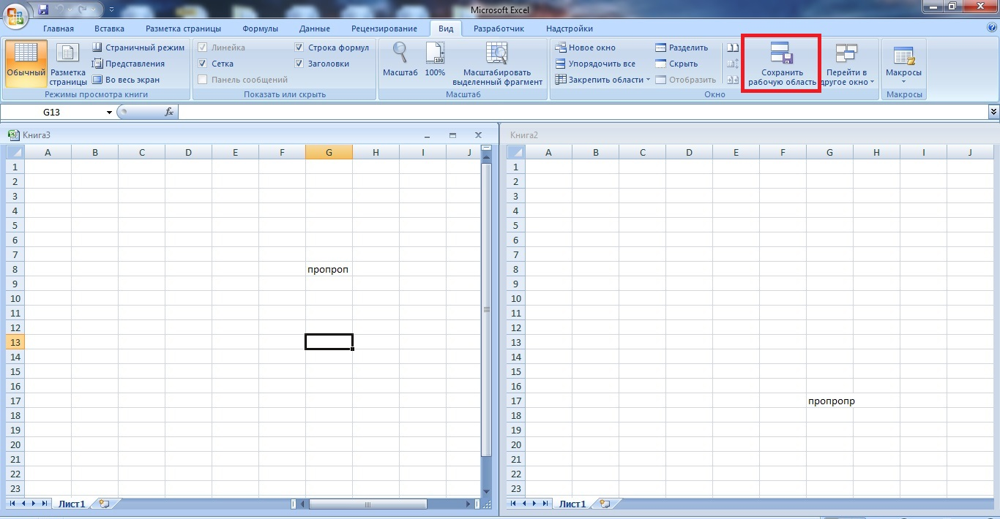 Microsoft Excel
Главная Вставка Разметка страницы Формулы Данные Рецензирование Вид Разработчик Надстройки
Обычный
Разметка страницы
Страничный режим
Представления
Во весь экран
Режимы просмотра книги
Линейка
Сетка
Панель сообщений
Строка формул
Заголовки
Показать или скрыть
Масштаб
100%
Масштабировать
выделенный фрагмент
Масштаб
Новое окно
Упорядочить все
Закрепить области
Разделить
Скрыть
Отобразить
Сохранить
рабочую область
Перейти в
другое окно
Окно
Макросы
Макросы
G13
fx
Книга3
A B C D E F G H I J
1
2
3
4
5
6
7
8 пропроп
9
10
11
12
13
14
15
16
17
18
19
20
21
22
23
Лист1
Книга2
A B C D E F G H I J
1
2
3
4
5
6
7
8
9
10
11
12
13
14
15
16
17 пропропр
18
19
20
21
22
23
Лист1